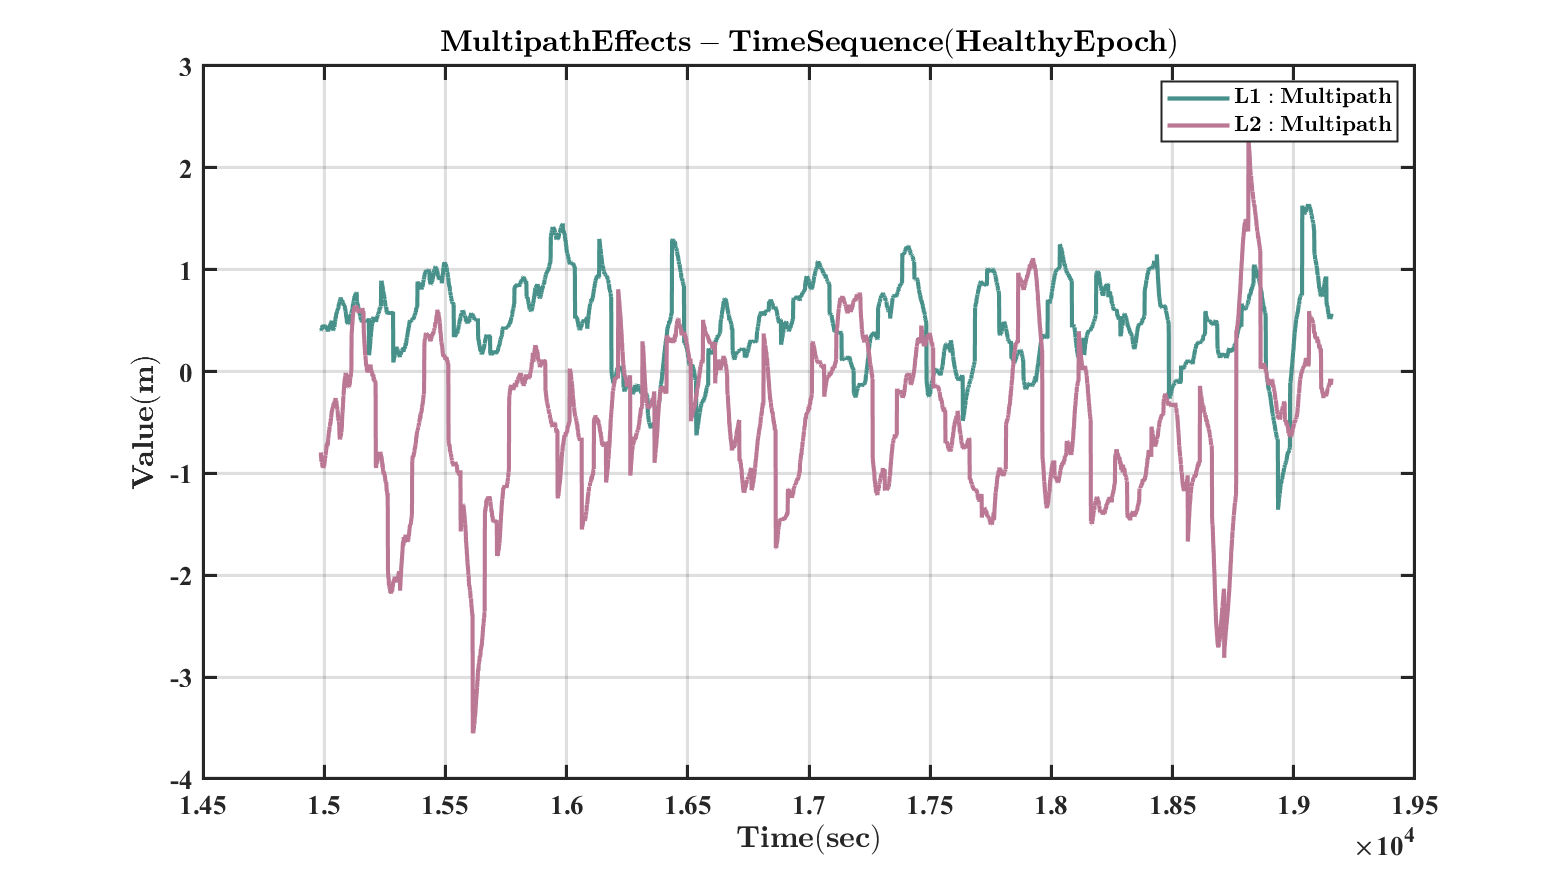 MultipathEffects – TimeSequence(HealthyEpoch)
L1 : Multipath
L2 : Multipath
Value(m)
3
2
1
0
-1
-2
-3
-4
1.45 1.5 1.55 1.6 1.65 1.7 1.75 1.8 1.85 1.9 1.95
Time(sec)
×10⁴